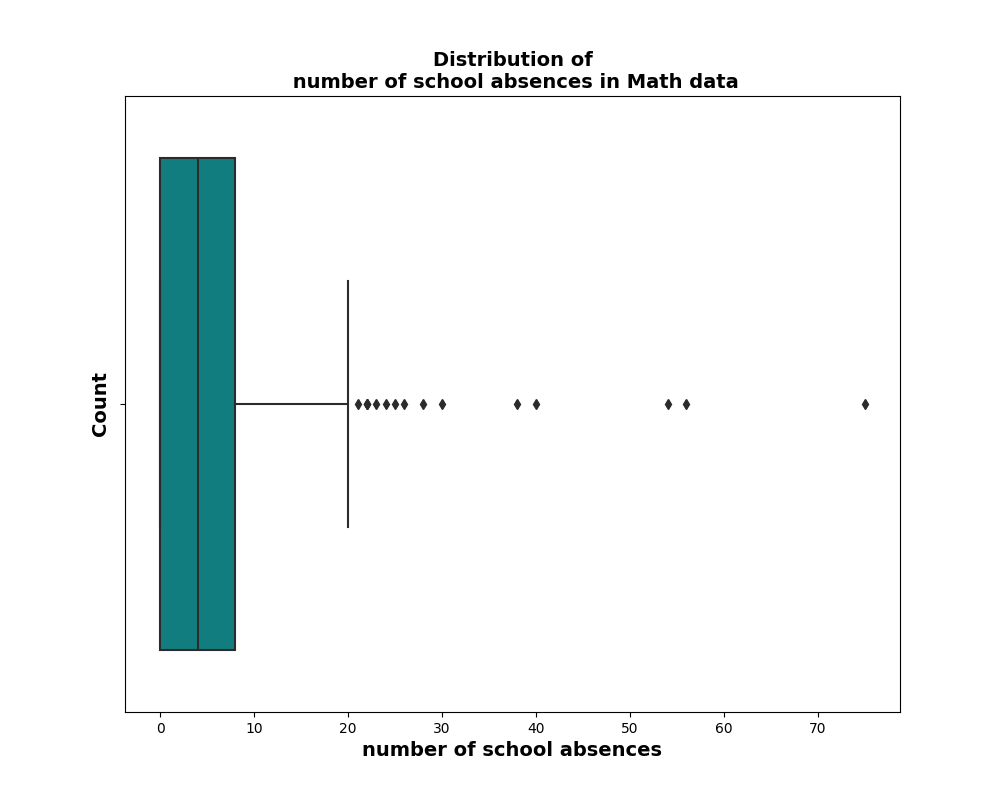 Distribution of
number of school absences in Math data
Count
0 10 20 30 40 50 60 70
number of school absences